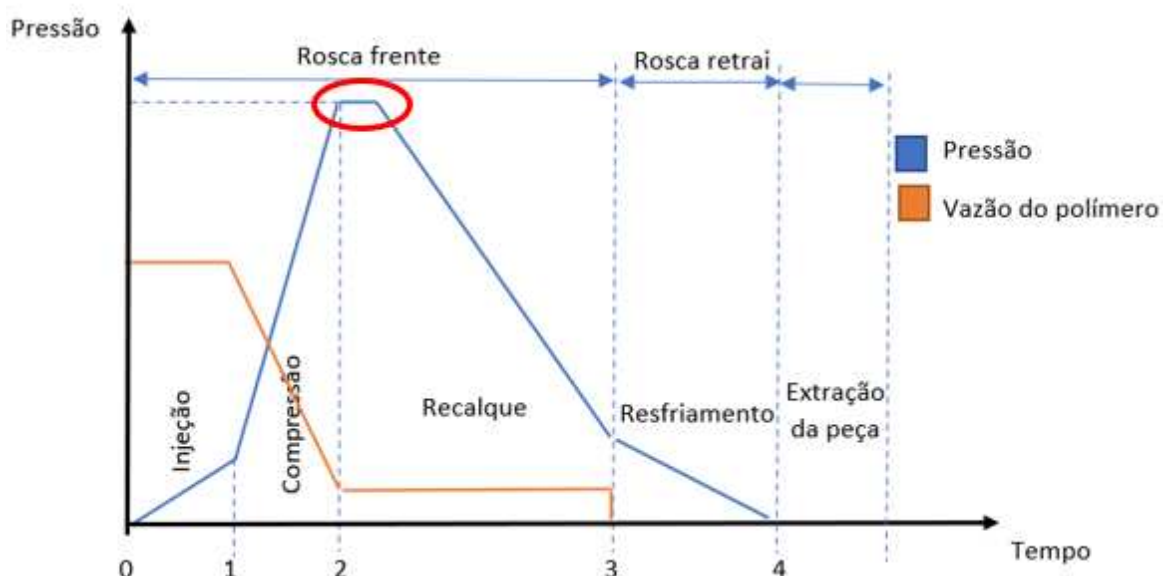 Pressão
Rosca frente
Rosca retrai
Pressão
Vazão do polímero
Injeção
Compressão
Recalque
Resfriamento
Extração
da peça
Tempo
0 1 2 3 4